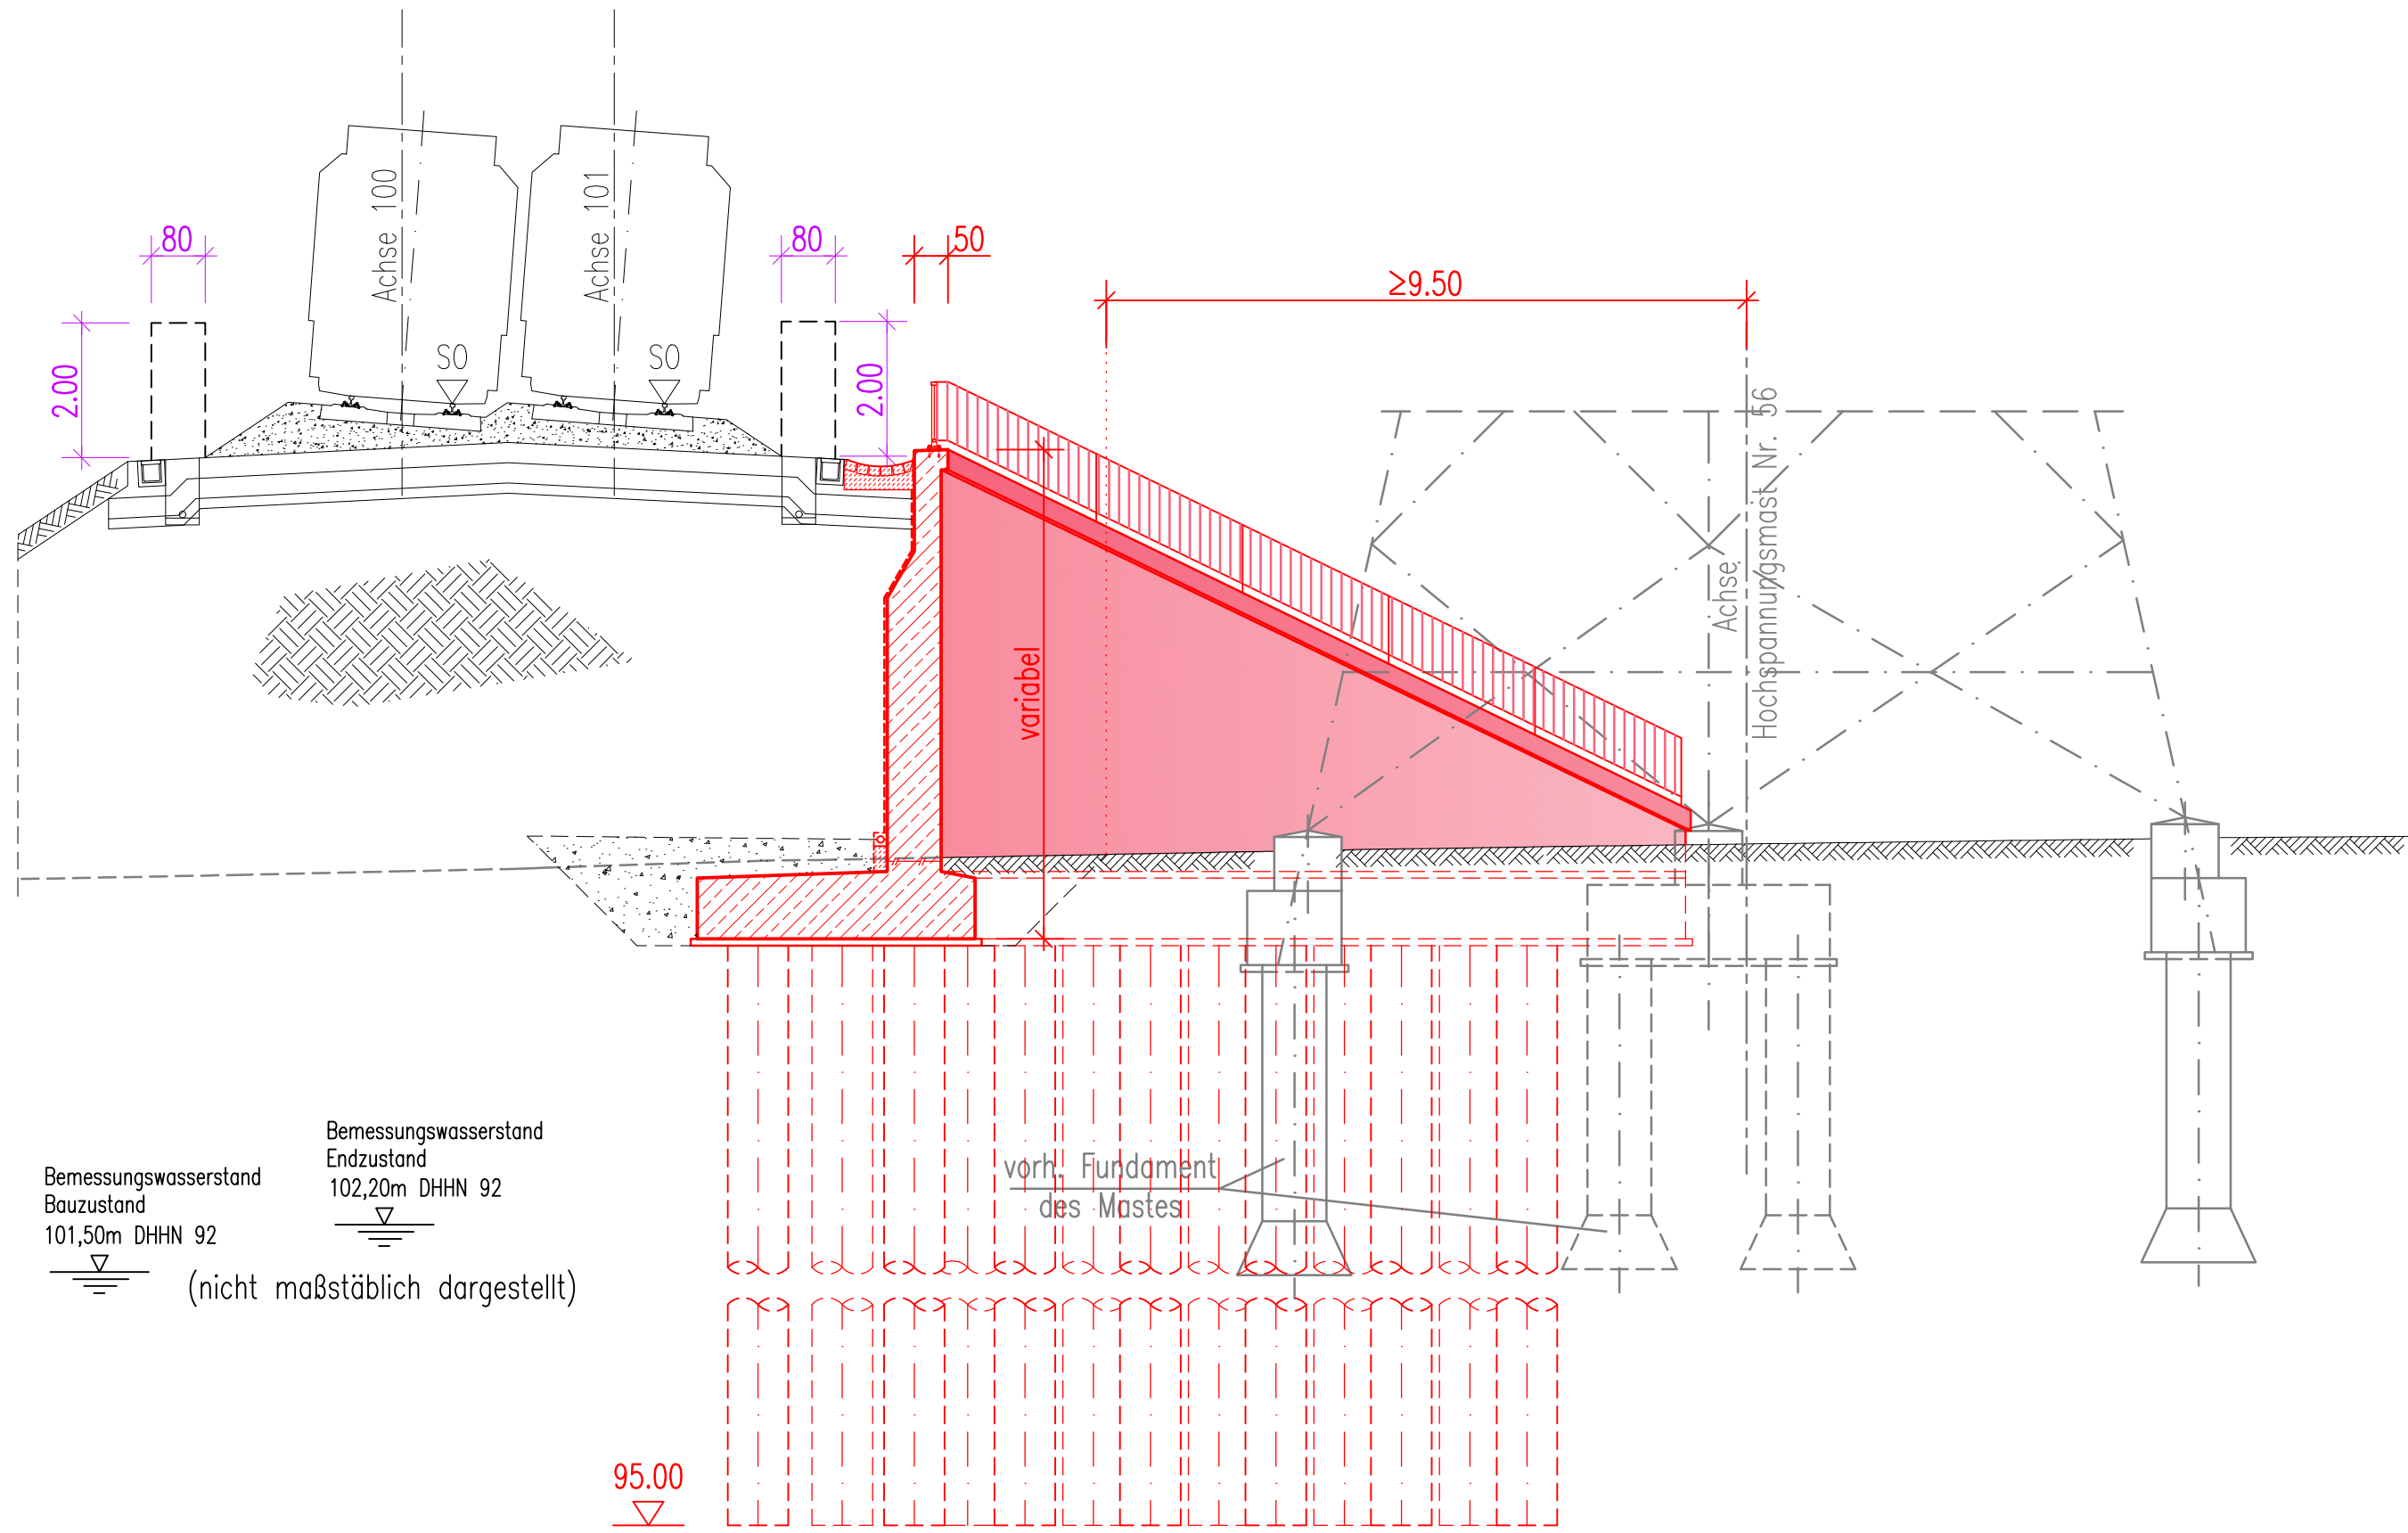 Achse 100
Achse 101
80
80
50
≥9.50
2.00
2.00
SO
SO
variabel
Achse
Hochspannungsmast Nr. 56
vorh. Fundament
des Mastes
Bemessungswasserstand
Endzustand
102,20m DHHN 92
Bemessungswasserstand
Bauzustand
101,50m DHHN 92
(nicht maßstäblich dargestellt)
95.00